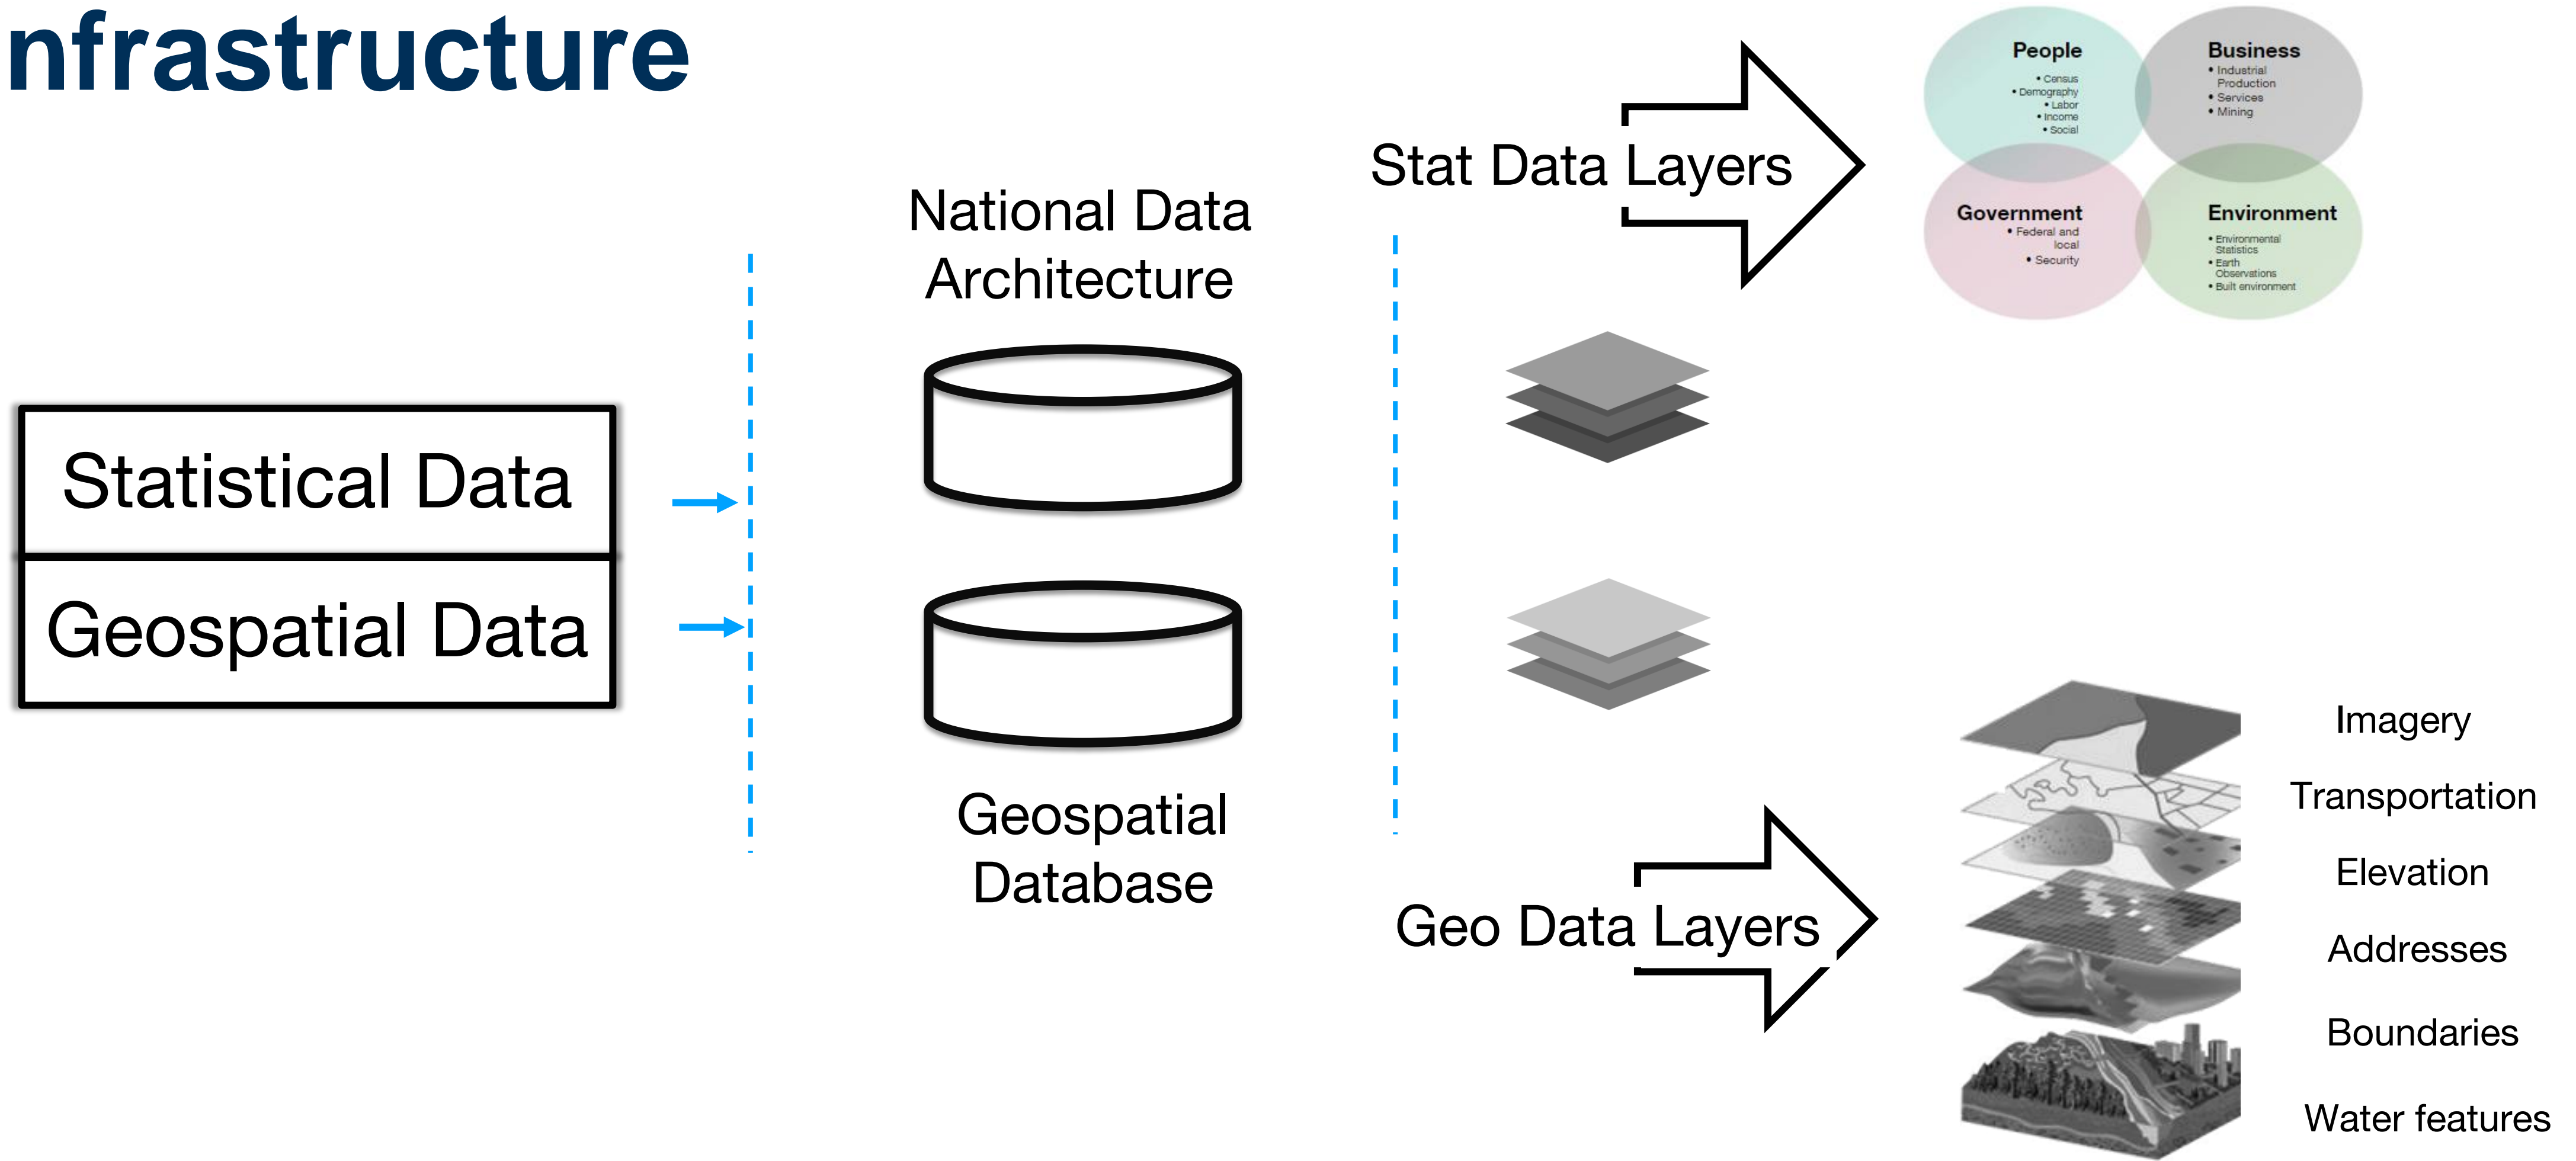 nfrastructure
Statistical Data
Geospatial Data
National Data
Architecture
Geospatial
Database
Stat Data Layers
People
• Census
• Demography
• Labor
• Income
• Social
Business
• Industrial
Production
• Services
• Mining
Government
• Federal and
local
• Security
Environment
• Environmental
Statistics
• Earth
Observations
• Built environment
Geo Data Layers
Imagery
Transportation
Elevation
Addresses
Boundaries
Water features